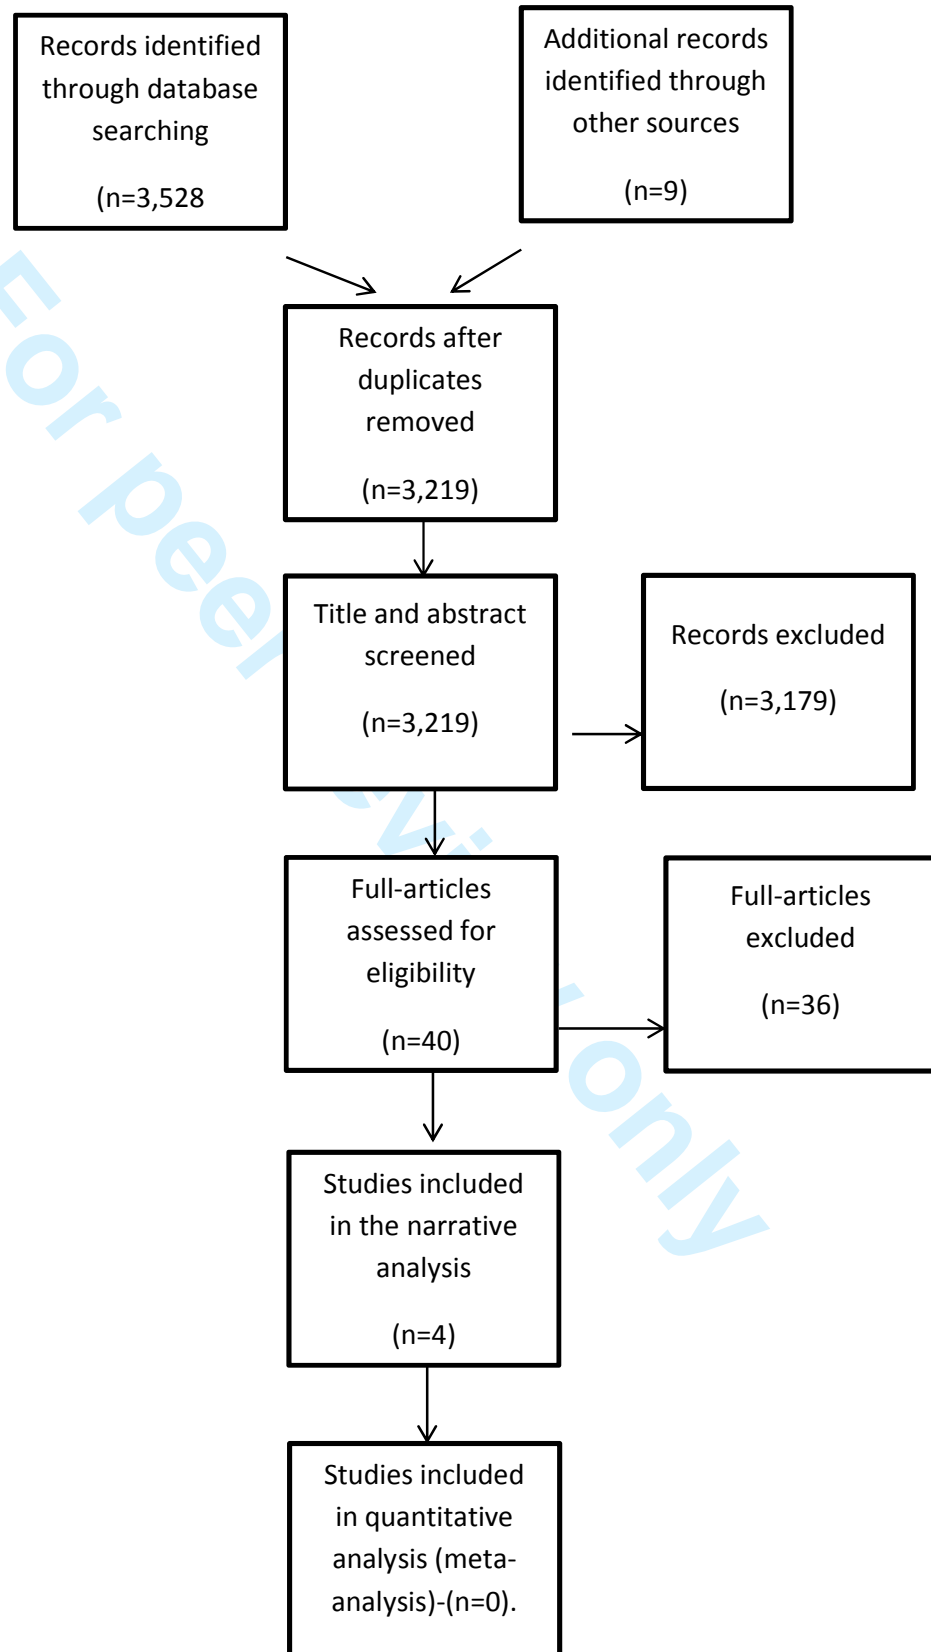 Records identified
through database
searching
(n=3,528
Additional records
identified through
other sources
(n=9)
Records after
duplicates
removed
(n=3,219)
Title and abstract
screened
(n=3,219)
Records excluded
(n=3,179)
Full-articles
assessed for
eligibility
(n=40)
Full-articles
excluded
(n=36)
Studies included
in the narrative
analysis
(n=4)
Studies included
in quantitative
analysis (meta-
analysis)-(n=0).
For peer review only